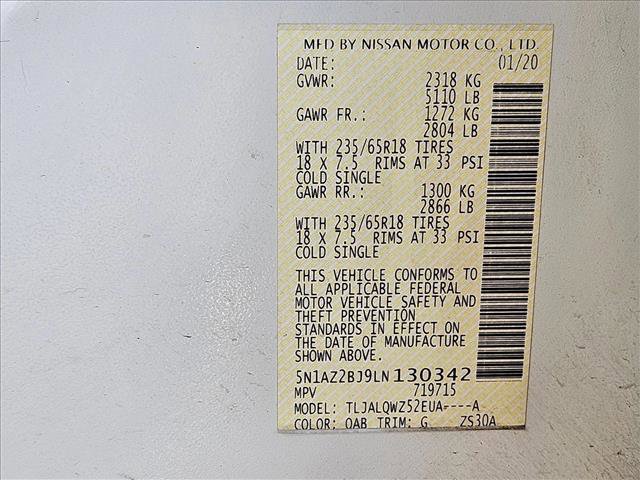 MFD BY NISSAN MOTOR CO., LTD.
DATE: 01/20
GVWR: 2318 KG
5110 LB
GAWR FR.: 1272 KG
2804 LB
WITH 235/65R18 TIRES
18 X 7.5 RIMS AT 33 PSI
COLD SINGLE
GAWR RR.: 1300 KG
2866 LB
WITH 235/65R18 TIRES
18 X 7.5 RIMS AT 33 PSI
COLD SINGLE
THIS VEHICLE CONFORMS TO
ALL APPLICABLE FEDERAL
MOTOR VEHICLE SAFETY AND
THEFT PREVENTION
STANDARDS IN EFFECT ON
THE DATE OF MANUFACTURE
SHOWN ABOVE.
5N1AZ2BJ9LN130342
MPV 719715
MODEL: TLJALQWZ52EUA----A
COLOR: QAB TRIM: G ZS30A